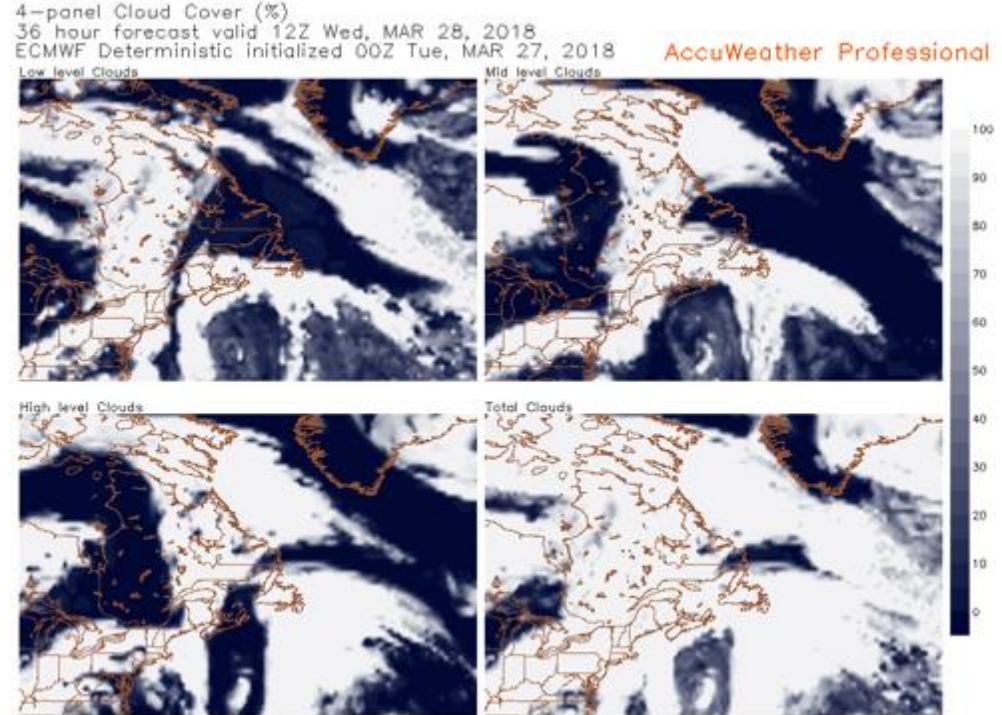 4-panel Cloud Cover (%)
36 hour forecast valid 12Z Wed, MAR 28, 2018
ECMWF Deterministic initialized 00Z Tue, MAR 27, 2018
AccuWeather Professional
Low level Clouds
Mid level Clouds
100
90
80
70
60
50
40
30
20
10
0
High level Clouds
Total Clouds